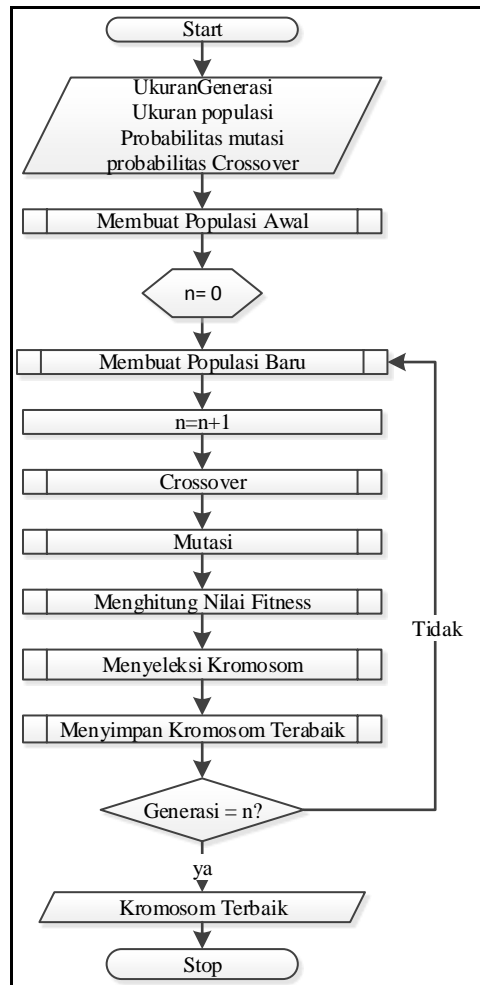 Start
UkuranGenerasi
Ukuran populasi
Probabilitas mutasi
probabilitas Crossover
Membuat Populasi Awal
n= 0
Membuat Populasi Baru
n=n+1
Crossover
Mutasi
Menghitung Nilai Fitness
Tidak
Menyeleksi Kromosom
Menyimpan Kromosom Terabaik
Generasi = n?
ya
Kromosom Terbaik
Stop